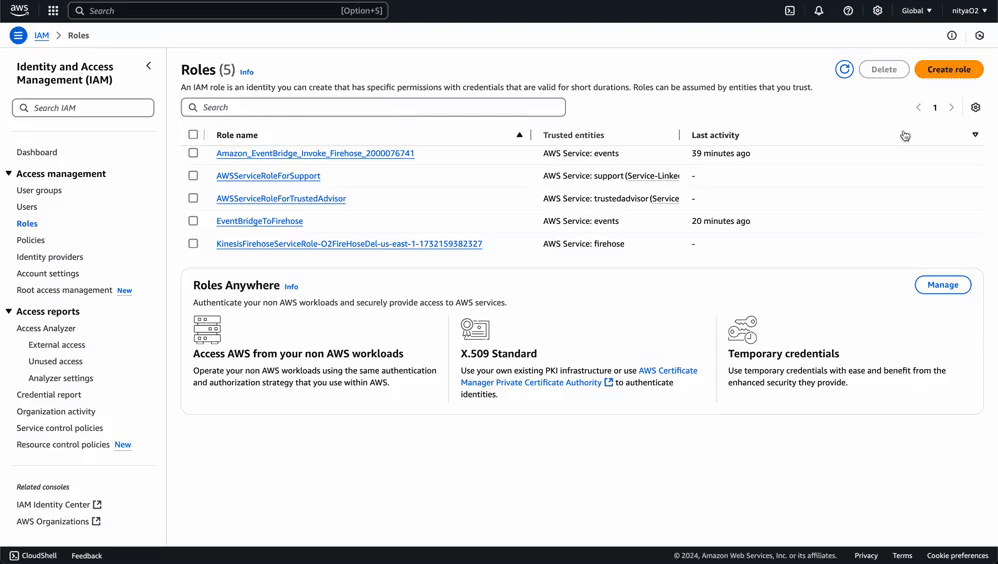 aws
Search [Option+S] Global nityaO2
IAM Roles
Identity and Access Management (IAM)
Search IAM
Dashboard
Access management
User groups
Users
Roles
Policies
Identity providers
Account settings
Root access management New
Access reports
Access Analyzer
External access
Unused access
Analyzer settings
Credential report
Organization activity
Service control policies
Resource control policies New
Related consoles
IAM Identity Center
AWS Organizations
Roles (5) Info
Delete Create role
An IAM role is an identity you can create that has specific permissions with credentials that are valid for short durations. Roles can be assumed by entities that you trust.
Search
1
Role name Trusted entities Last activity
Amazon_EventBridge_Invoke_Firehose_2000076741 AWS Service: events 39 minutes ago
AWSServiceRoleForSupport AWS Service: support (Service-Linked -
AWSServiceRoleForTrustedAdvisor AWS Service: trustedadvisor (Service -
EventBridgeToFirehose AWS Service: events 20 minutes ago
KinesisFirehoseServiceRole-O2FireHoseDel-us-east-1-1732159382327 AWS Service: firehose -
Roles Anywhere Info
Manage
Authenticate your non AWS workloads and securely provide access to AWS services.
Access AWS from your non AWS workloads
Operate your non AWS workloads using the same authentication
and authorization strategy that you use within AWS.
X.509 Standard
Use your own existing PKI infrastructure or use AWS Certificate
Manager Private Certificate Authority to authenticate
identities.
Temporary credentials
Use temporary credentials with ease and benefit from the
enhanced security they provide.
CloudShell Feedback © 2024, Amazon Web Services, Inc. or its affiliates. Privacy Terms Cookie preferences